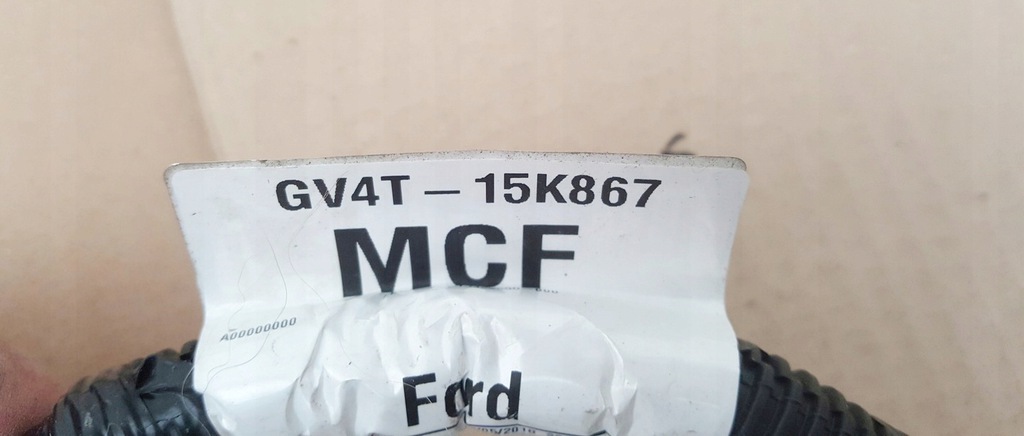 GV4T – 15K867
MCF
A00000000
Ford